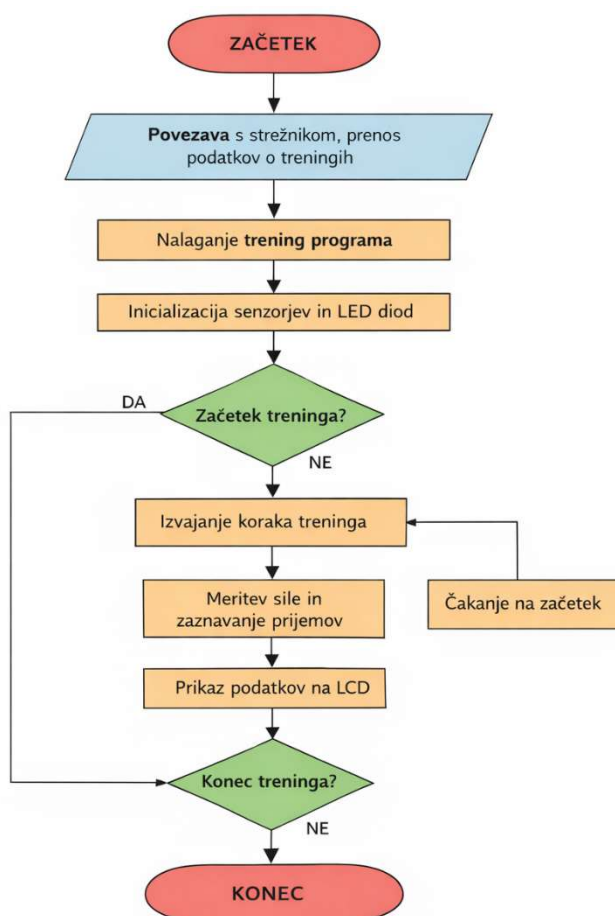 ZAČETEK
Povezava s strežnikom, prenos
podatkov o treningih
Nalaganje trening programa
Inicializacija senzorjev in LED diod
DA
Začetek treninga?
NE
Izvajanje koraka treninga
Meritev sile in
zaznavanje prijemov
Čakanje na začetek
Prikaz podatkov na LCD
Konec treninga?
NE
KONEC